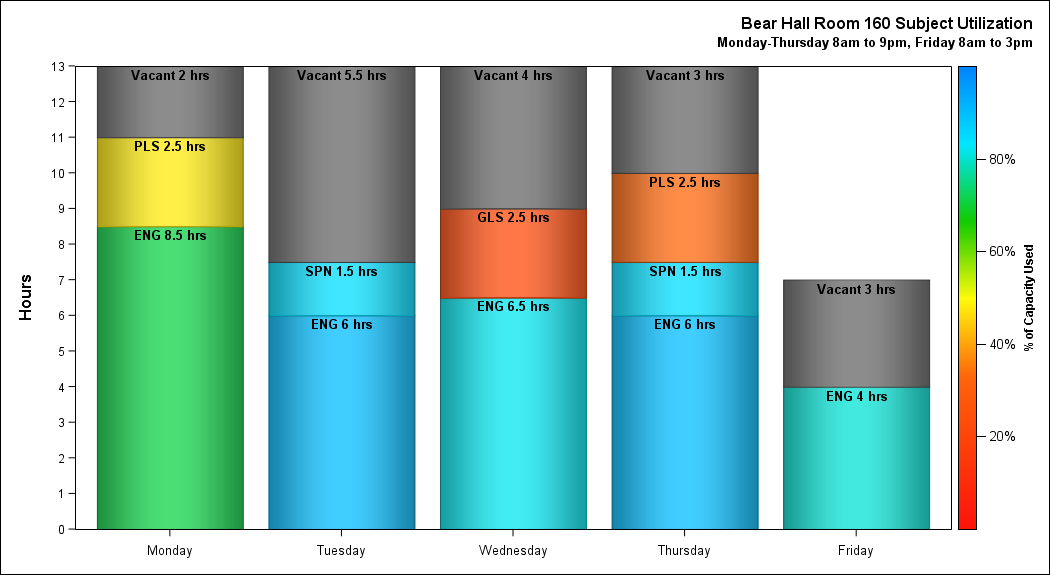 Bear Hall Room 160 Subject Utilization
Monday-Thursday 8am to 9pm, Friday 8am to 3pm
Hours
13
12
11
10
9
8
7
6
5
4
3
2
1
0
Vacant 2 hrs
PLS 2.5 hrs
ENG 8.5 hrs
Vacant 5.5 hrs
SPN 1.5 hrs
ENG 6 hrs
Vacant 4 hrs
GLS 2.5 hrs
ENG 6.5 hrs
Vacant 3 hrs
PLS 2.5 hrs
SPN 1.5 hrs
ENG 6 hrs
Vacant 3 hrs
ENG 4 hrs
Monday
Tuesday
Wednesday
Thursday
Friday
80%
60%
40%
20%
% of Capacity Used